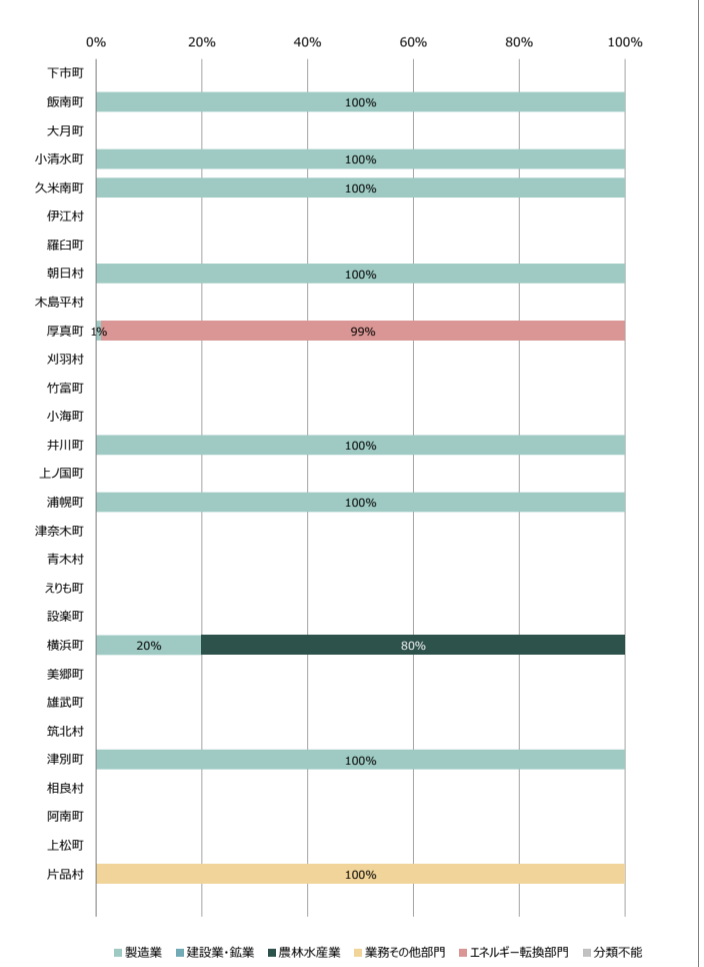 0% 20% 40% 60% 80% 100%
下市町
飯南町 100%
大月町
小清水町 100%
久米南町 100%
伊江村
羅臼町
朝日村 100%
木島平村
厚真町 1% 99%
刈羽村
竹富町
小海町
井川町 100%
上ノ国町
浦幌町 100%
津奈木町
青木村
えりも町
設楽町
横浜町 20% 80%
美郷町
雄武町
筑北村
津別町 100%
相良村
阿南町
上松町
片品村 100%
製造業 建設業・鉱業 農林水産業 業務その他部門 エネルギー転換部門 分類不能